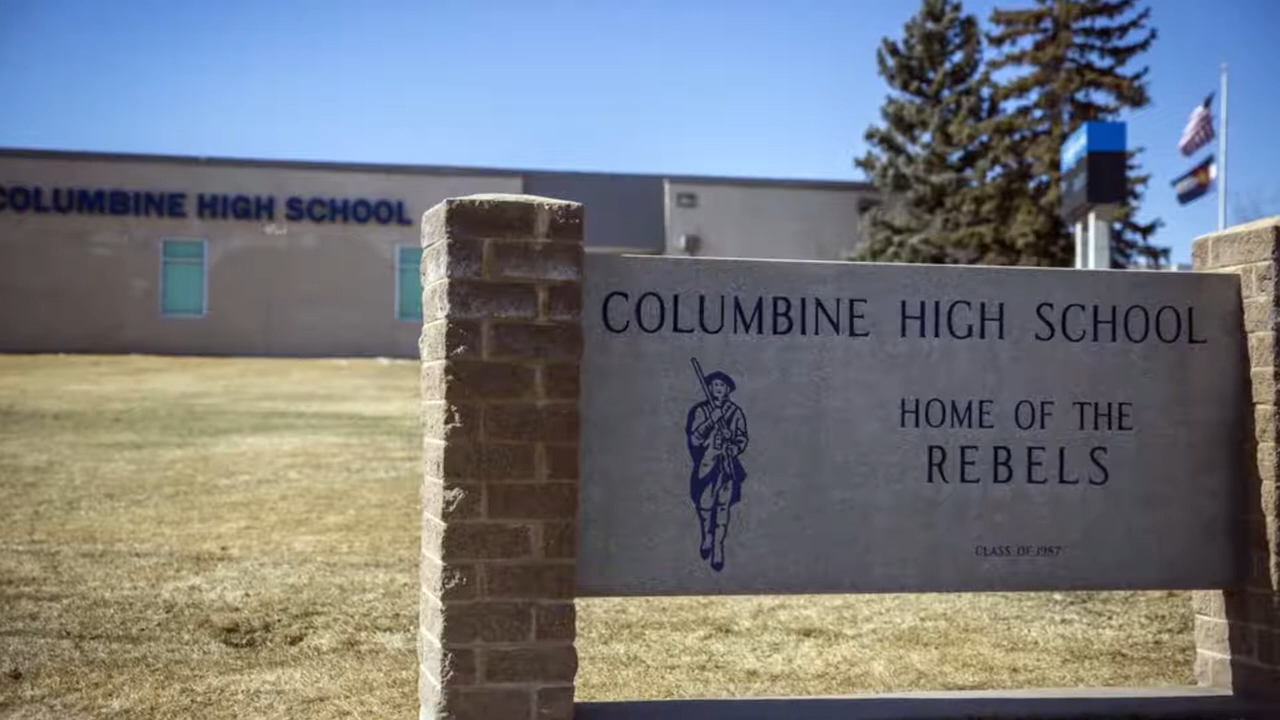 COLUMBINE HIGH SCHOOL
COLUMBINE HIGH SCHOOL
HOME OF THE
REBELS
CLASS OF 1987